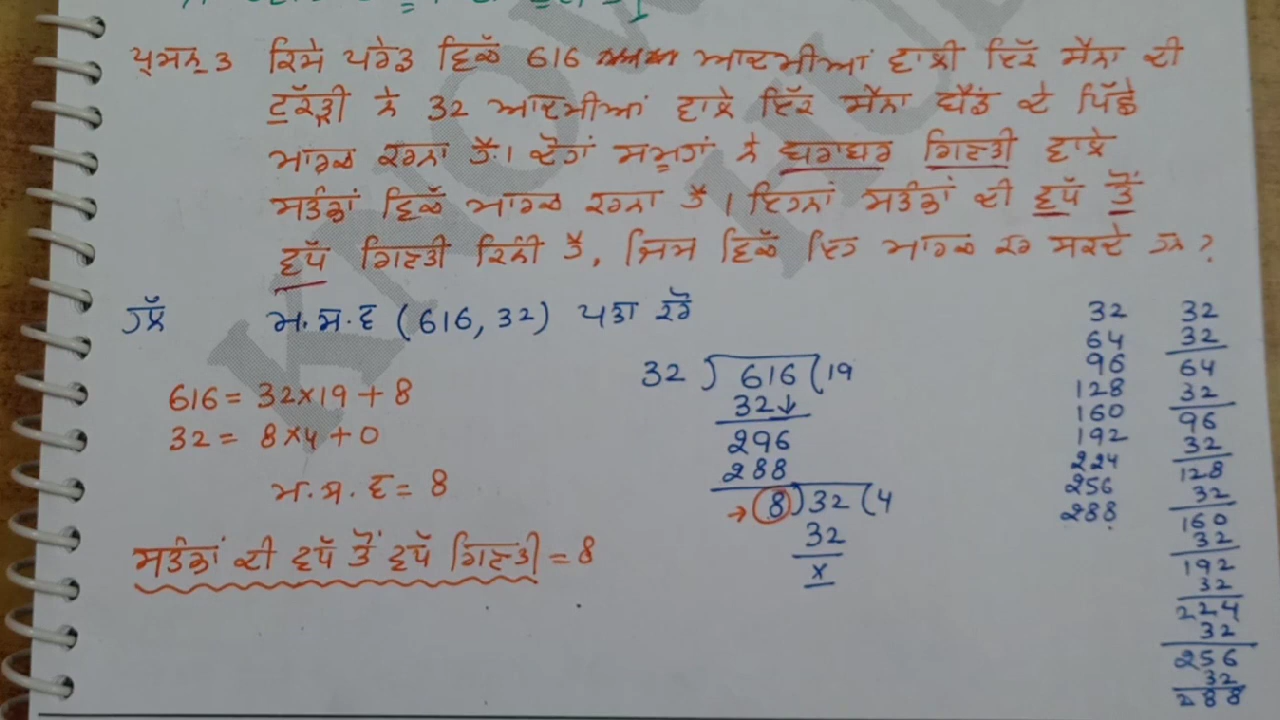 ਪ੍ਰਸ਼ਨ 3 ਕਿਸੇ ਪਰੇਡ ਵਿੱਚ 616 ਆਦਮੀਆਂ ਵਾਲੀ ਇੱਕ ਸੈਨਾ ਦੀ
ਟੁੱਕੜੀ ਨੇ 32 ਆਦਮੀਆਂ ਵਾਲੇ ਇੱਕ ਸੈਨਾ ਬੈਂਡ ਦੇ ਪਿੱਛੇ
ਮਾਰਚ ਕਰਨਾ ਹੈ। ਦੋਨਾਂ ਸਮੂਹਾਂ ਨੇ ਬਰਾਬਰ ਗਿਣਤੀ ਵਾਲੇ
ਸਤੰਭਾਂ ਵਿੱਚ ਮਾਰਚ ਕਰਨਾ ਹੈ। ਇਹਨਾਂ ਸਤੰਭਾਂ ਦੀ ਵੱਧ ਤੋਂ
ਵੱਧ ਗਿਣਤੀ ਕਿੰਨੀ ਹੈ, ਜਿਸ ਵਿੱਚ ਇਹ ਮਾਰਚ ਕਰ ਸਕਦੇ ਹਨ?
ਹੱਲ ਮ.ਸ.ਵ (616, 32) ਪਤਾ ਕਰੋ
616 = 32×19 + 8
32 = 8×4 + 0
ਮ.ਸ.ਵ = 8
ਸਤੰਭਾਂ ਦੀ ਵੱਧ ਤੋਂ ਵੱਧ ਗਿਣਤੀ = 8
32 ) 616 ( 19
32↓
296
288
→ 8 ) 32 ( 4
32
x
32
64
96
128
160
192
224
256
288
32
32
64
32
96
32
128
32
160
32
192
32
224
32
256
32
288